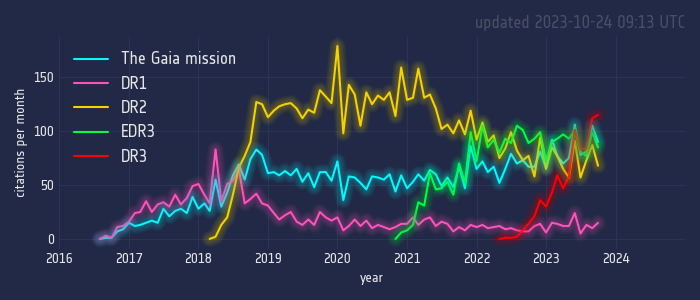 updated 2023-10-24 09:13 UTC
The Gaia mission
DR1
DR2
EDR3
DR3
citations per month
150
100
50
0
2016 2017 2018 2019 2020 2021 2022 2023 2024
year